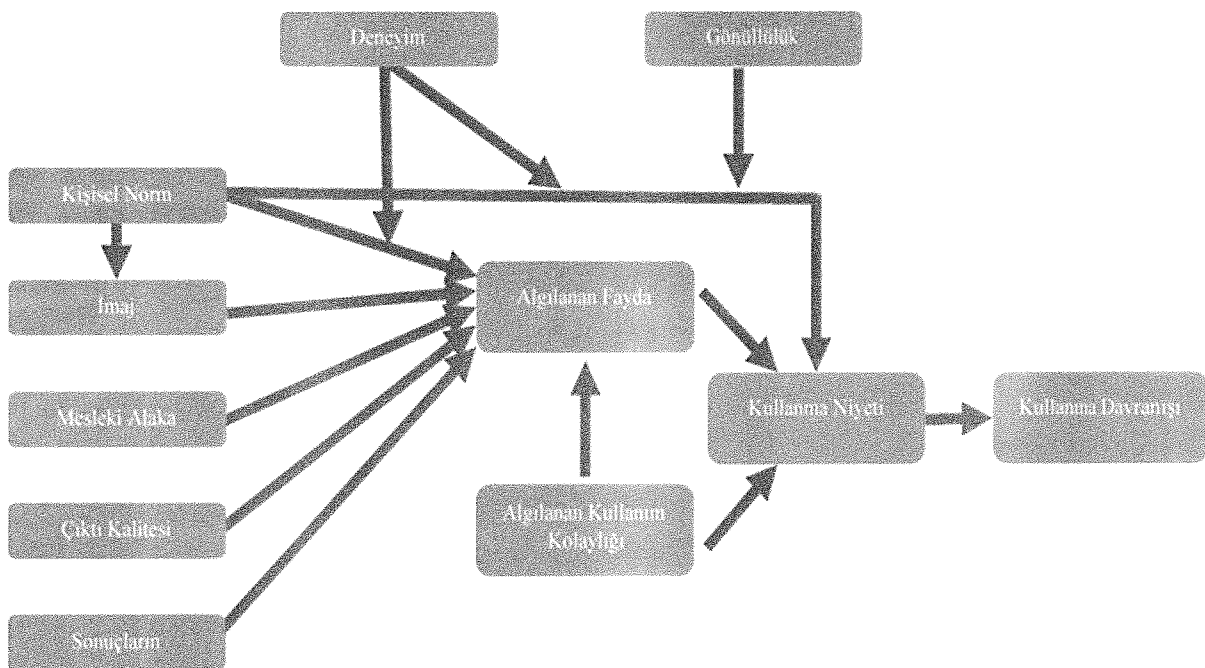 Deneyim
Gönüllülük
Kişisel Norm
İmaj
Algılanan Fayda
Mesleki Alaka
Kullanma Niyeti
Kullanma Davranışı
Çıktı Kalitesi
Algılanan Kullanım
Kolaylığı
Sonuçların